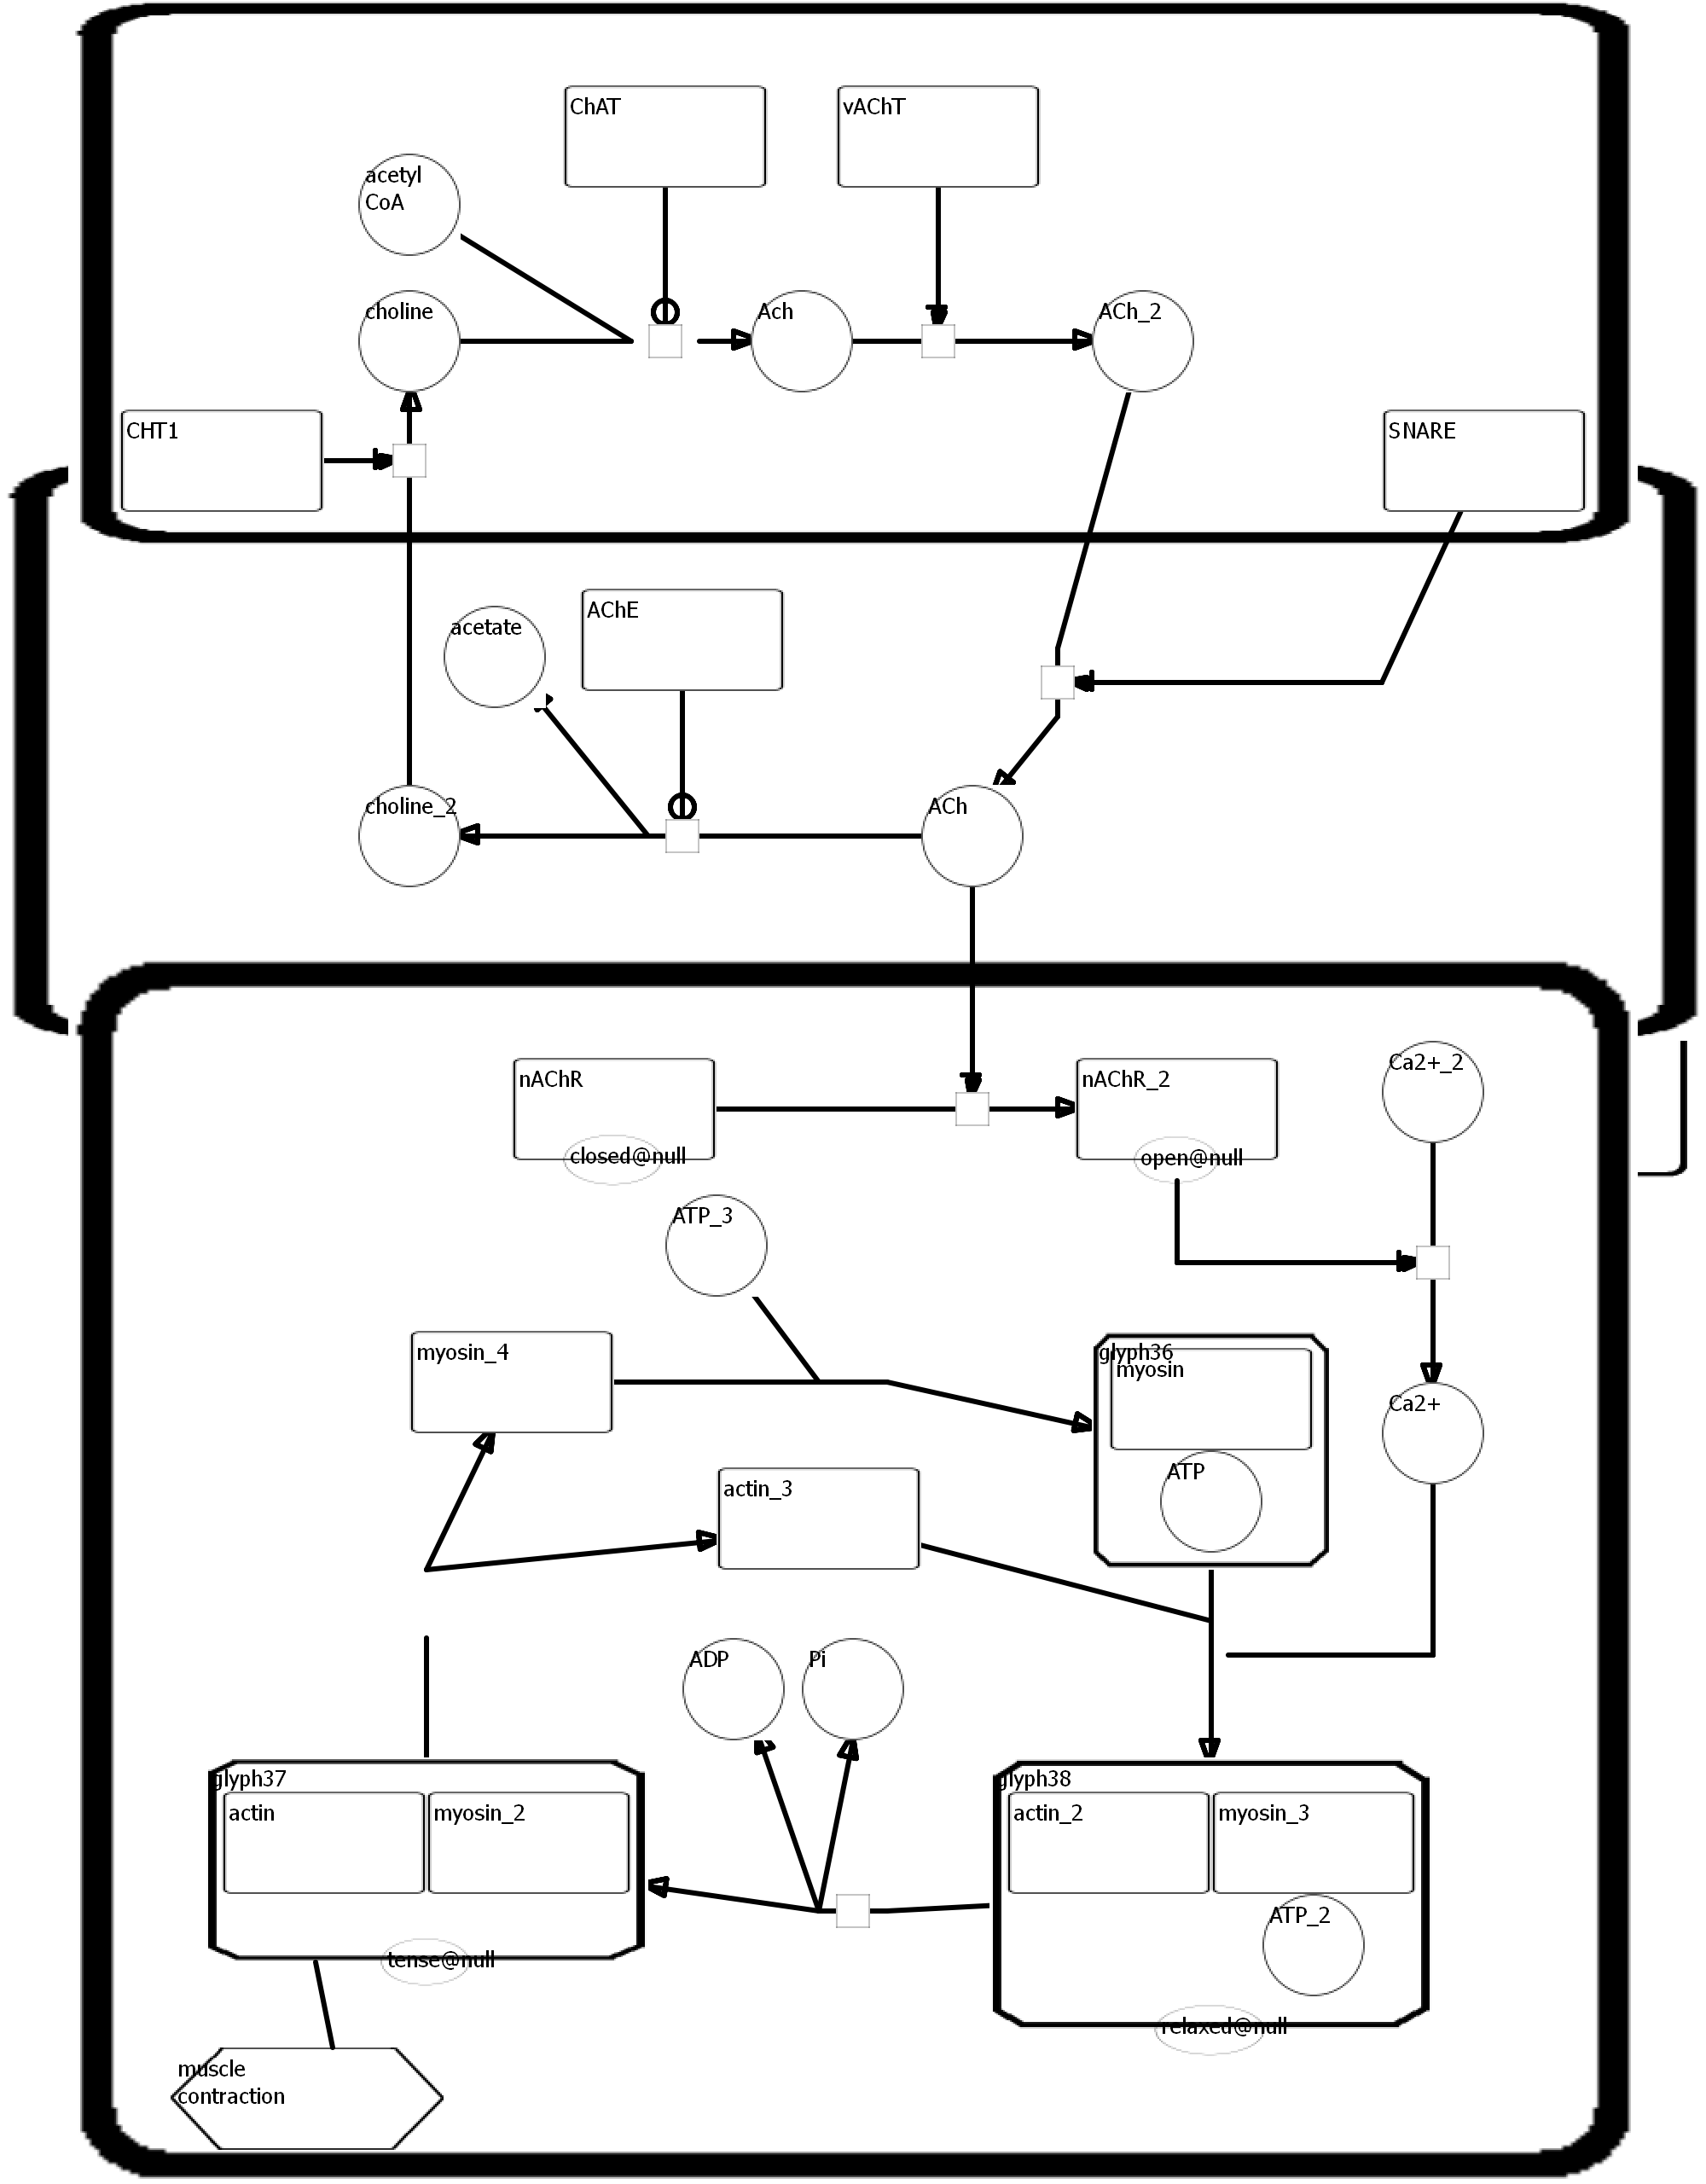 ChAT
vAChT
acetyl
CoA
choline
Ach
ACh_2
CHT1
SNARE
AChE
acetate
choline_2
ACh
nAChR
closed@null
nAChR_2
open@null
Ca2+_2
ATP_3
myosin_4
glyph36
myosin
ATP
Ca2+
actin_3
ADP
Pi
glyph37
actin
myosin_2
tense@null
glyph38
actin_2
myosin_3
ATP_2
relaxed@null
muscle
contraction